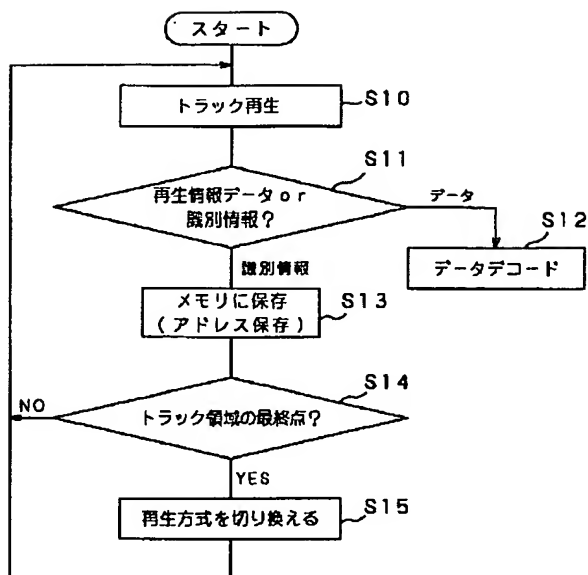 スタート
トラック再生
S10
S11
再生情報データor
識別情報?
データ
S12
データデコード
識別情報
メモリに保存
(アドレス保存)
S13
S14
トラック領域の最終点?
NO
YES
再生方式を切り換える
S15